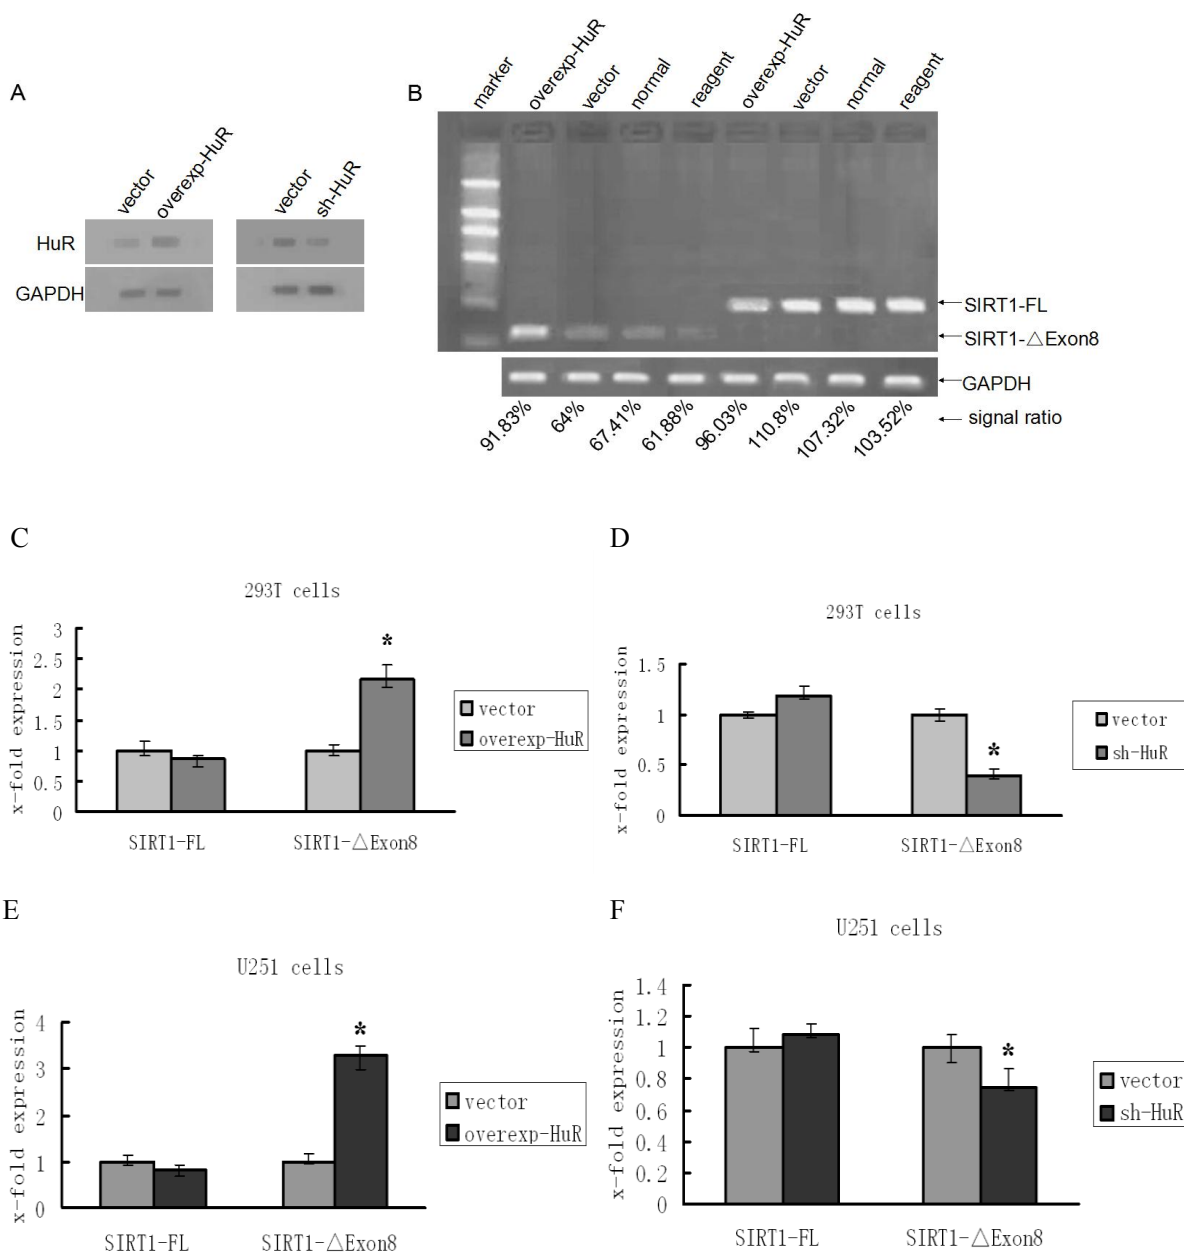 A
vector
overexp-HuR
vector
sh-HuR
HuR
GAPDH
B
marker
overexp-HuR
vector
normal
reagent
overexp-HuR
vector
normal
reagent
SIRT1-FL
SIRT1-△Exon8
GAPDH
91.83%
64%
67.41%
61.88%
96.03%
110.8%
107.32%
103.52%
signal ratio
C
293T cells
x-fold expression
3
2.5
2
1.5
1
0.5
0
SIRT1-FL
SIRT1-△Exon8
*
vector
overexp-HuR
D
293T cells
x-fold expression
1.5
1
0.5
0
SIRT1-FL
SIRT1-△Exon8
*
vector
sh-HuR
E
U251 cells
x-fold expression
4
3
2
1
0
SIRT1-FL
SIRT1-△Exon8
*
vector
overexp-HuR
F
U251 cells
x-fold expression
1.4
1.2
1
0.8
0.6
0.4
0.2
0
SIRT1-FL
SIRT1-△Exon8
*
vector
sh-HuR